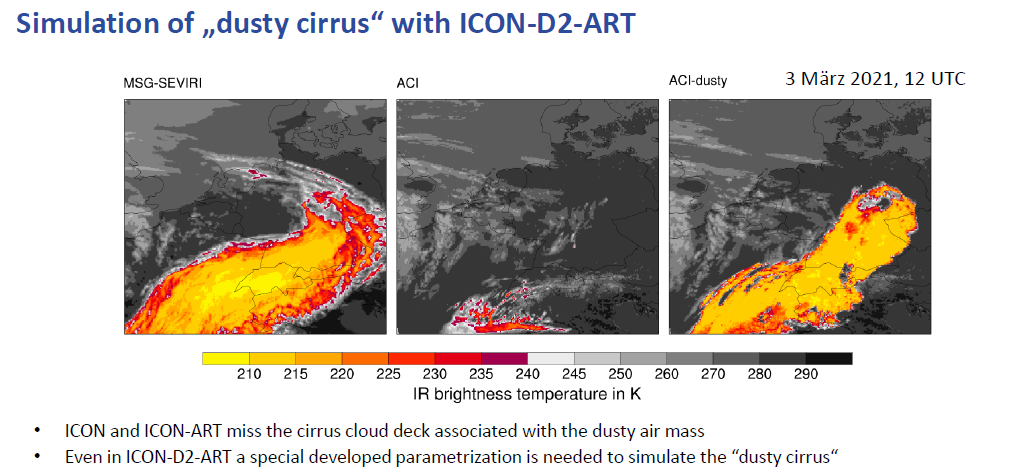 Simulation of „dusty cirrus“ with ICON-D2-ART
MSG-SEVIRI
ACI
ACI-dusty
3 März 2021, 12 UTC
210 215 220 225 230 235 240 245 250 260 270 280 290
IR brightness temperature in K
• ICON and ICON-ART miss the cirrus cloud deck associated with the dusty air mass
• Even in ICON-D2-ART a special developed parametrization is needed to simulate the “dusty cirrus“